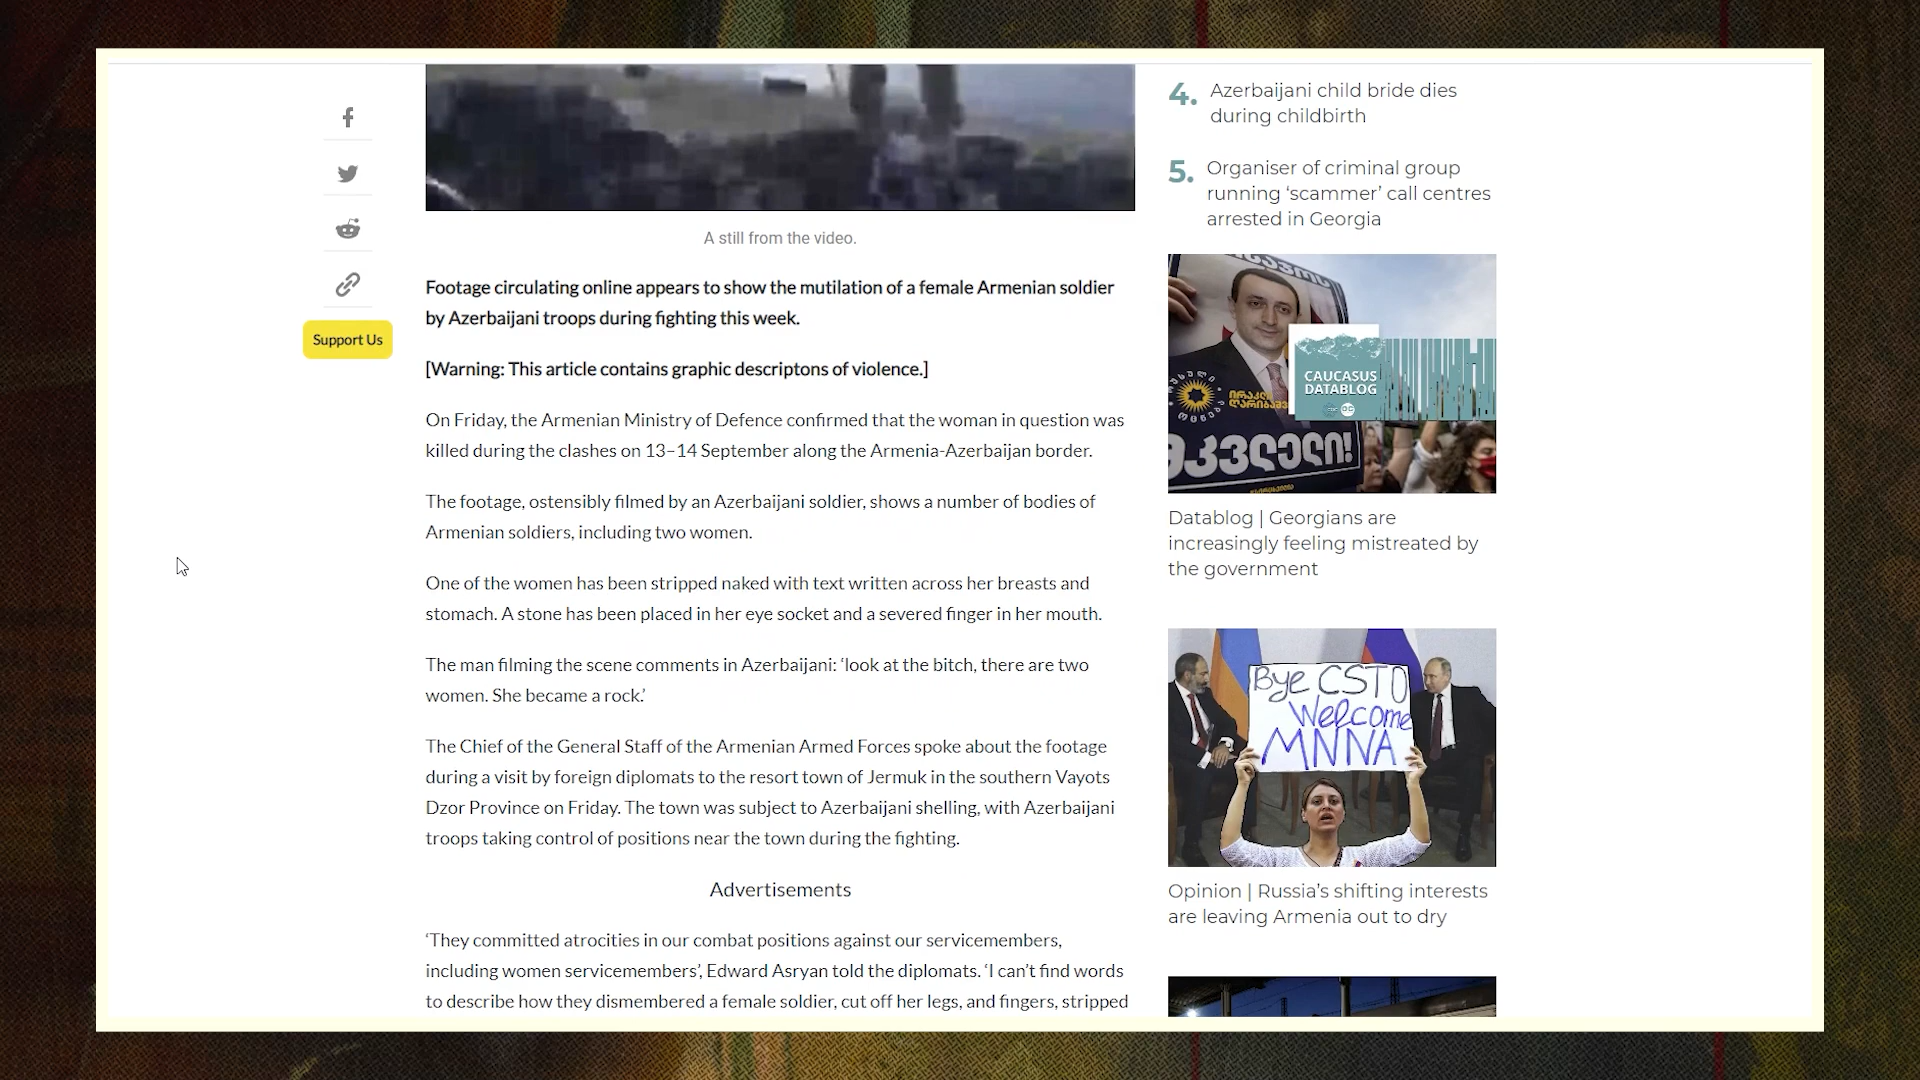 Footage circulating online appears to show the mutilation of a female Armenian soldier
by Azerbaijani troops during fighting this week.
A still from the video.
Support Us
[Warning: This article contains graphic descriptons of violence.]
On Friday, the Armenian Ministry of Defence confirmed that the woman in question was
killed during the clashes on 13–14 September along the Armenia-Azerbaijan border.
The footage, ostensibly filmed by an Azerbaijani soldier, shows a number of bodies of
Armenian soldiers, including two women.
One of the women has been stripped naked with text written across her breasts and
stomach. A stone has been placed in her eye socket and a severed finger in her mouth.
The man filming the scene comments in Azerbaijani: ‘look at the bitch, there are two
women. She became a rock.’
The Chief of the General Staff of the Armenian Armed Forces spoke about the footage
during a visit by foreign diplomats to the resort town of Jermuk in the southern Vayots
Dzor Province on Friday. The town was subject to Azerbaijani shelling, with Azerbaijani
troops taking control of positions near the town during the fighting.
Advertisements
‘They committed atrocities in our combat positions against our servicemembers,
including women servicemembers’, Edward Asryan told the diplomats. ‘I can’t find words
to describe how they dismembered a female soldier, cut off her legs, and fingers, stripped
4. Azerbaijani child bride dies
during childbirth
5. Organiser of criminal group
running ‘scammer’ call centres
arrested in Georgia
CAUCASUS
DATABLOG
მკვლელი!
Datablog | Georgians are
increasingly feeling mistreated by
the government
Bye CSTO
Welcome
MNNA
Opinion | Russia’s shifting interests
are leaving Armenia out to dry